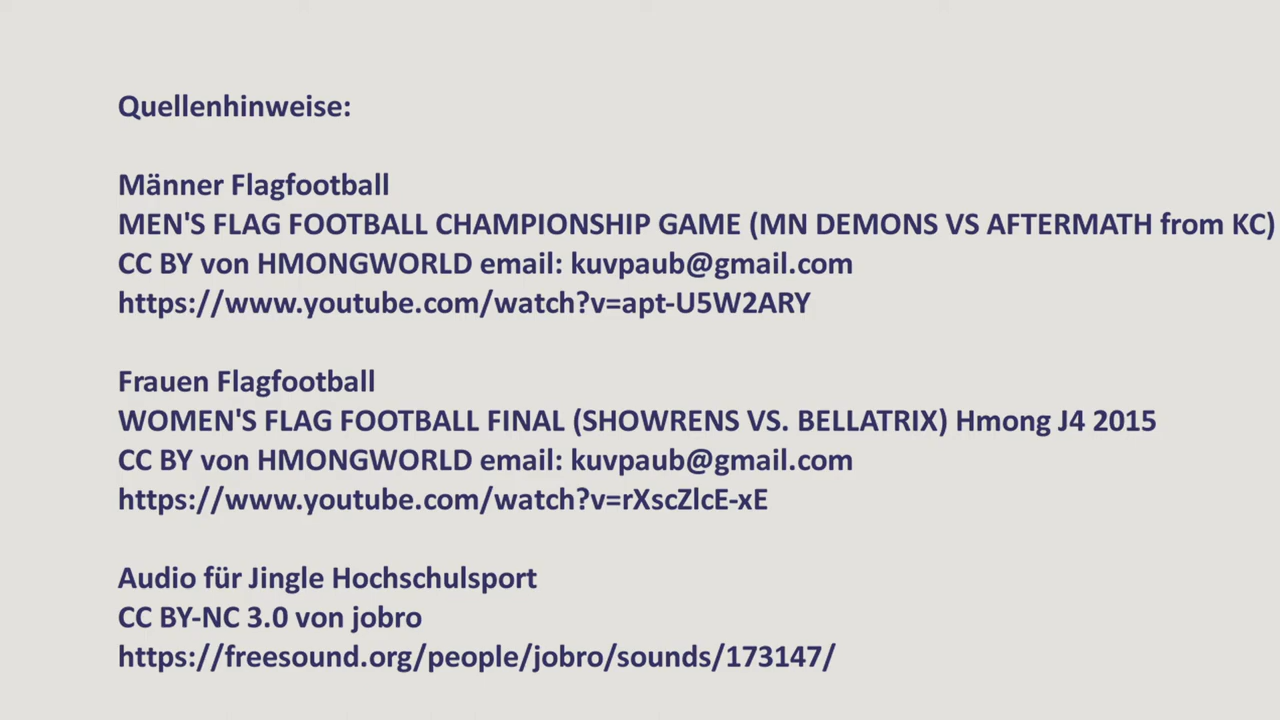 Quellenhinweise:
Männer Flagfootball
MEN'S FLAG FOOTBALL CHAMPIONSHIP GAME (MN DEMONS VS AFTERMATH from KC)
CC BY von HMONGWORLD email: kuvpaub@gmail.com
https://www.youtube.com/watch?v=apt-U5W2ARY
Frauen Flagfootball
WOMEN'S FLAG FOOTBALL FINAL (SHOWRENS VS. BELLATRIX) Hmong J4 2015
CC BY von HMONGWORLD email: kuvpaub@gmail.com
https://www.youtube.com/watch?v=rXscZlcE-xE
Audio für Jingle Hochschulsport
CC BY-NC 3.0 von jobro
https://freesound.org/people/jobro/sounds/173147/